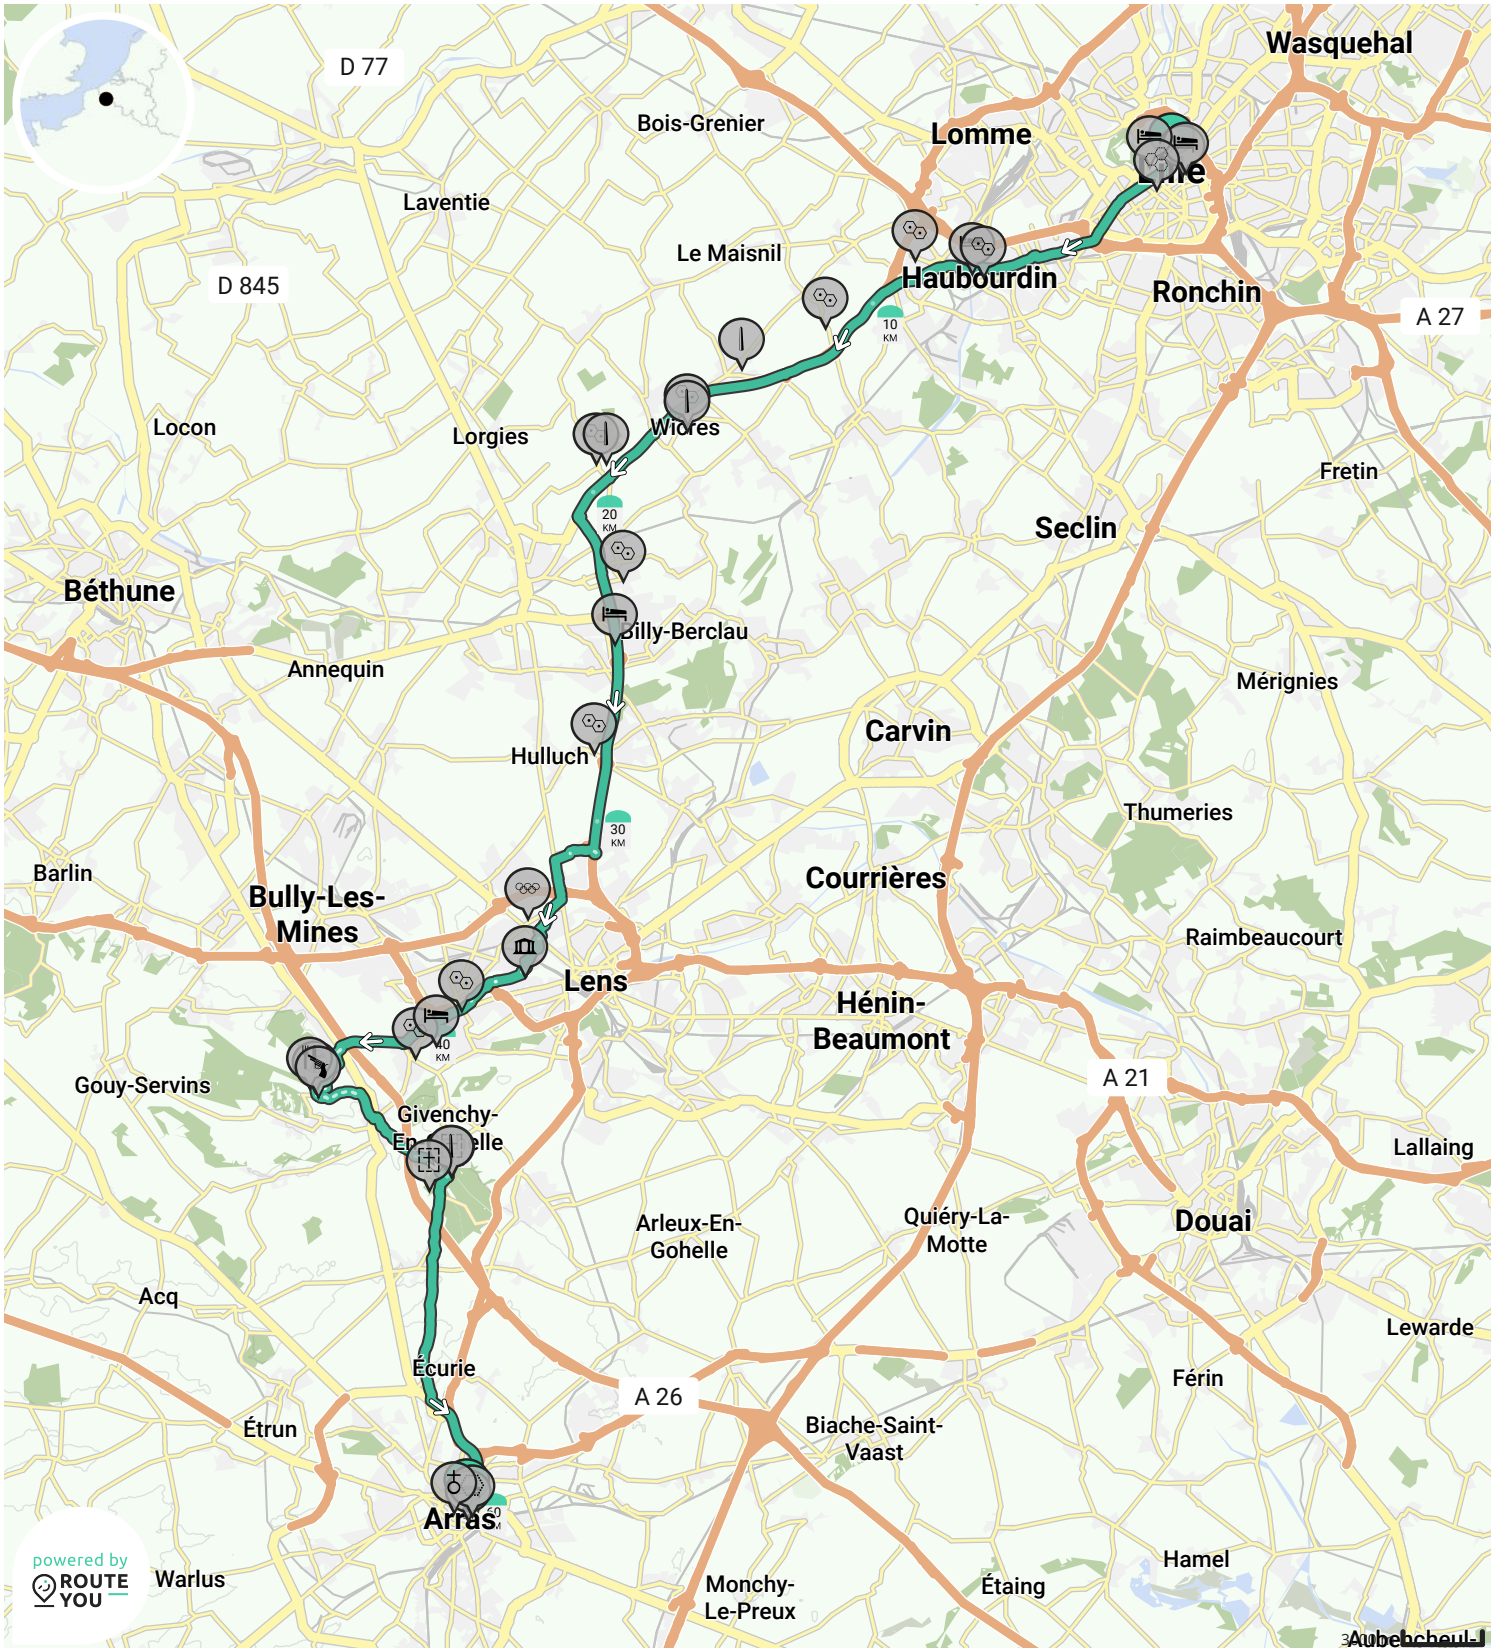 Wasquehal
D 77
Bois-Grenier
Lomme
Lille
Laventie
Le Maisnil
D 845
Haubourdin
Ronchin
A 27
10
KM
Locon
Lorgies
Wicres
Fretin
20
KM
Seclin
Béthune
Billy-Berclau
Annequin
Mérignies
Carvin
Hulluch
Thumeries
30
KM
Barlin
Courrières
Bully-Les-
Mines
Raimbeaucourt
Lens
Hénin-
Beaumont
40
KM
Gouy-Servins
A 21
Givenchy-
Lallaing
Arleux-En-
Gohelle
Quiéry-La-
Motte
Douai
Acq
Lewarde
Écurie
Férin
A 26
Étrun
Biache-Saint-
Vaast
Arras
powered by
ROUTE
YOU
Warlus
Hamel
Monchy-
Le-Preux
Étaing